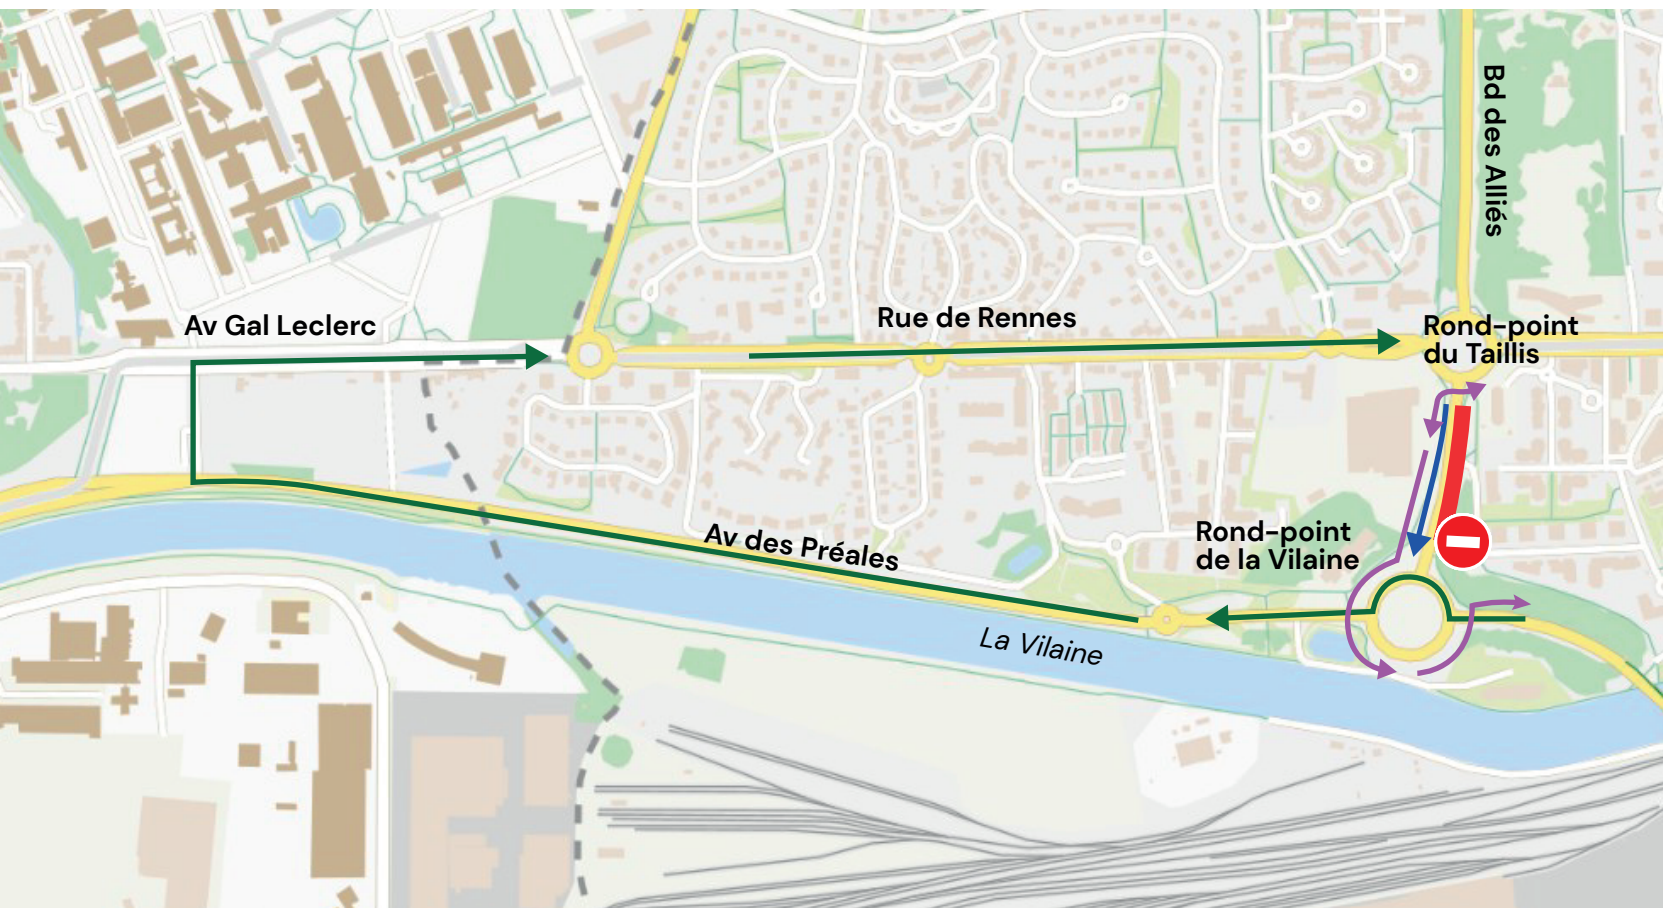 Bd des Alliés
Av Gal Leclerc
Rue de Rennes
Rond-point
du Taillis
Rond-point
de la Vilaine
Av des Préales
La Vilaine